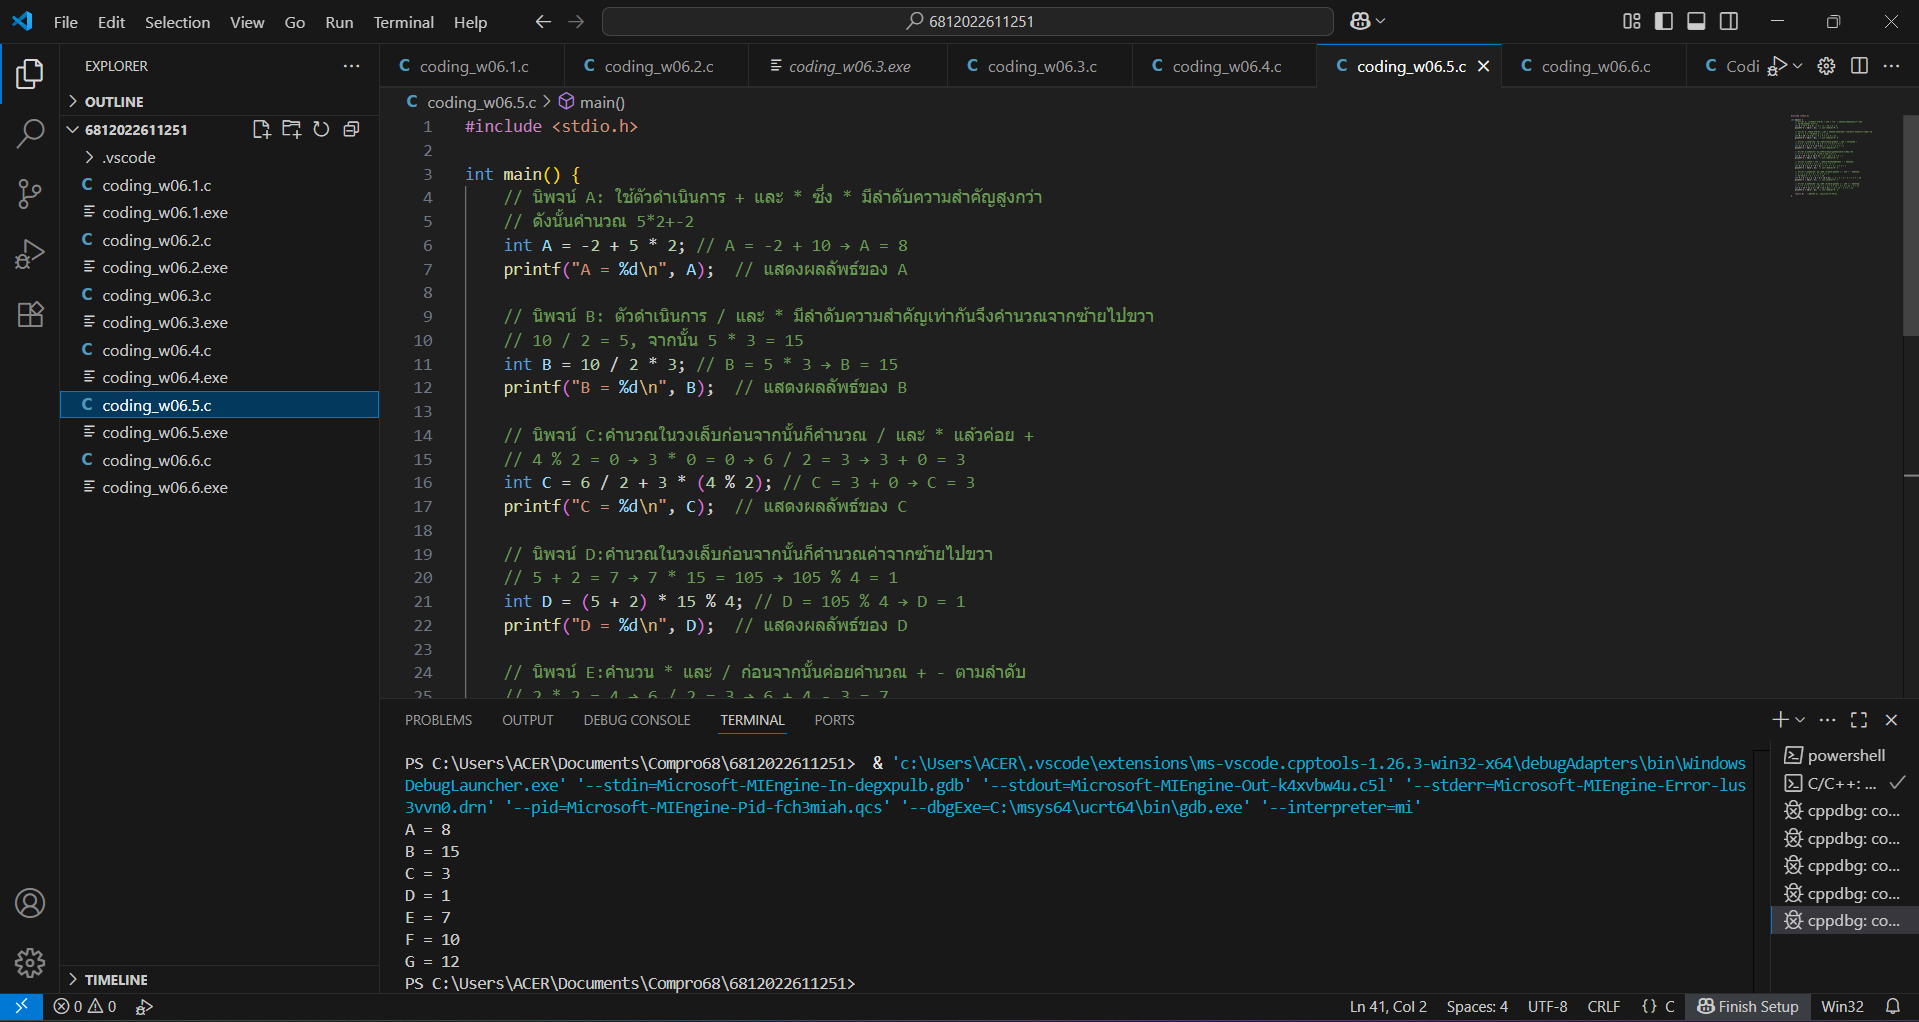 File Edit Selection View Go Run Terminal Help
6812022611251
EXPLORER
OUTLINE
6812022611251
.vscode
C coding_w06.1.c
coding_w06.1.exe
C coding_w06.2.c
coding_w06.2.exe
C coding_w06.3.c
coding_w06.3.exe
C coding_w06.4.c
coding_w06.4.exe
C coding_w06.5.c
coding_w06.5.exe
C coding_w06.6.c
coding_w06.6.exe
TIMELINE
C coding_w06.1.c C coding_w06.2.c coding_w06.3.exe C coding_w06.3.c C coding_w06.4.c C coding_w06.5.c C coding_w06.6.c C Codi
C coding_w06.5.c > main()
1 #include <stdio.h>
2
3 int main() {
4 // นิพจน์ A: ใช้ตัวดำเนินการ + และ * ซึ่ง * มีลำดับความสำคัญสูงกว่า
5 // ดังนั้นคำนวณ 5*2+-2
6 int A = -2 + 5 * 2; // A = -2 + 10 → A = 8
7 printf("A = %d\n", A); // แสดงผลลัพธ์ของ A
8
9 // นิพจน์ B: ตัวดำเนินการ / และ * มีลำดับความสำคัญเท่ากันจึงคำนวณจากซ้ายไปขวา
10 // 10 / 2 = 5, จากนั้น 5 * 3 = 15
11 int B = 10 / 2 * 3; // B = 5 * 3 → B = 15
12 printf("B = %d\n", B); // แสดงผลลัพธ์ของ B
13
14 // นิพจน์ C:คำนวณในวงเล็บก่อนจากนั้นก็คำนวณ / และ * แล้วค่อย +
15 // 4 % 2 = 0 → 3 * 0 = 0 → 6 / 2 = 3 → 3 + 0 = 3
16 int C = 6 / 2 + 3 * (4 % 2); // C = 3 + 0 → C = 3
17 printf("C = %d\n", C); // แสดงผลลัพธ์ของ C
18
19 // นิพจน์ D:คำนวณในวงเล็บก่อนจากนั้นก็คำนวณค่าจากซ้ายไปขวา
20 // 5 + 2 = 7 → 7 * 15 = 105 → 105 % 4 = 1
21 int D = (5 + 2) * 15 % 4; // D = 105 % 4 → D = 1
22 printf("D = %d\n", D); // แสดงผลลัพธ์ของ D
23
24 // นิพจน์ E:คำนวน * และ / ก่อนจากนั้นค่อยคำนวณ + - ตามลำดับ
25 // 2 * 2 = 4 → 6 / 2 = 3 → 6 + 4 - 3 = 7
PROBLEMS OUTPUT DEBUG CONSOLE TERMINAL PORTS
PS C:\Users\ACER\Documents\Compro68\6812022611251> & 'c:\Users\ACER\.vscode\extensions\ms-vscode.cpptools-1.26.3-win32-x64\debugAdapters\bin\Windows
DebugLauncher.exe' '--stdin=Microsoft-MIEngine-In-degxpulb.gdb' '--stdout=Microsoft-MIEngine-Out-k4xvbw4u.c5l' '--stderr=Microsoft-MIEngine-Error-lus
3vvn0.drn' '--pid=Microsoft-MIEngine-Pid-fch3miah.qcs' '--dbgExe=C:\msys64\ucrt64\bin\gdb.exe' '--interpreter=mi'
A = 8
B = 15
C = 3
D = 1
E = 7
F = 10
G = 12
PS C:\Users\ACER\Documents\Compro68\6812022611251>
powershell
C/C++: ...
cppdbg: co...
cppdbg: co...
cppdbg: co...
cppdbg: co...
cppdbg: co...
0 0 Ln 41, Col 2 Spaces: 4 UTF-8 CRLF {} C Finish Setup Win32